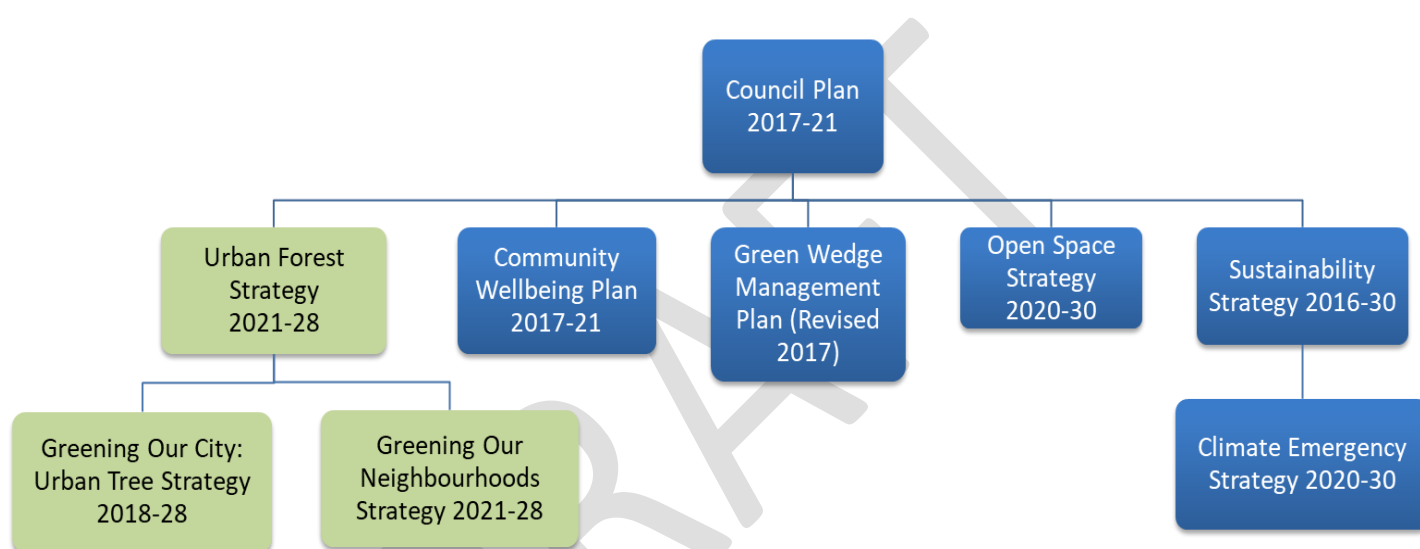 Council Plan
2017-21
Urban Forest
Strategy
2021-28
Community
Wellbeing Plan
2017-21
Green Wedge
Management
Plan (Revised
2017)
Open Space
Strategy
2020-30
Sustainability
Strategy 2016-30
Greening Our City:
Urban Tree Strategy
2018-28
Greening Our
Neighbourhoods
Strategy 2021-28
Climate Emergency
Strategy 2020-30
DRAFT